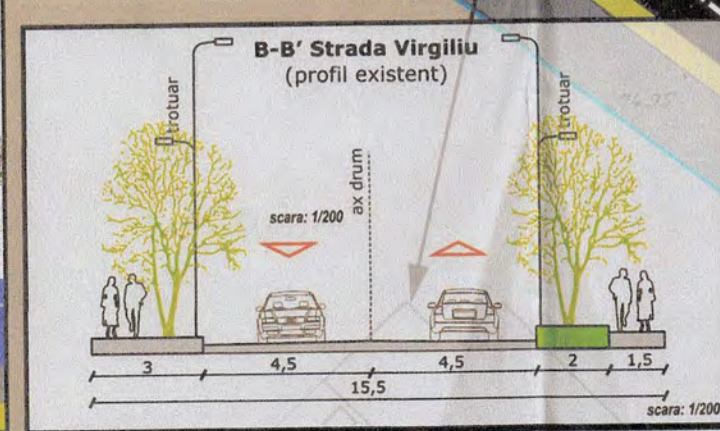 B-B' Strada Virgiliu
(profil existent)
trotuar
trotuar
ax drum
scara: 1/200
3
4,5
4,5
2
1,5
15,5
scara: 1/200